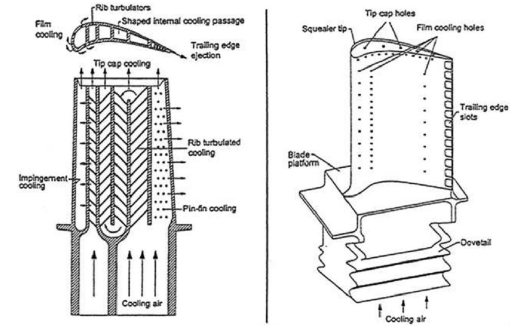 Rib turbulators
Film
cooling
Shaped internal cooling passage
Trailing edge
ejection
Tip cap cooling
Impingement
cooling
Rib turbulated
cooling
Pin-fin cooling
Cooling air
Tip cap holes
Squealer tip
Film cooling holes
Trailing edge
slots
Blade
platform
Dovetail
Cooling air